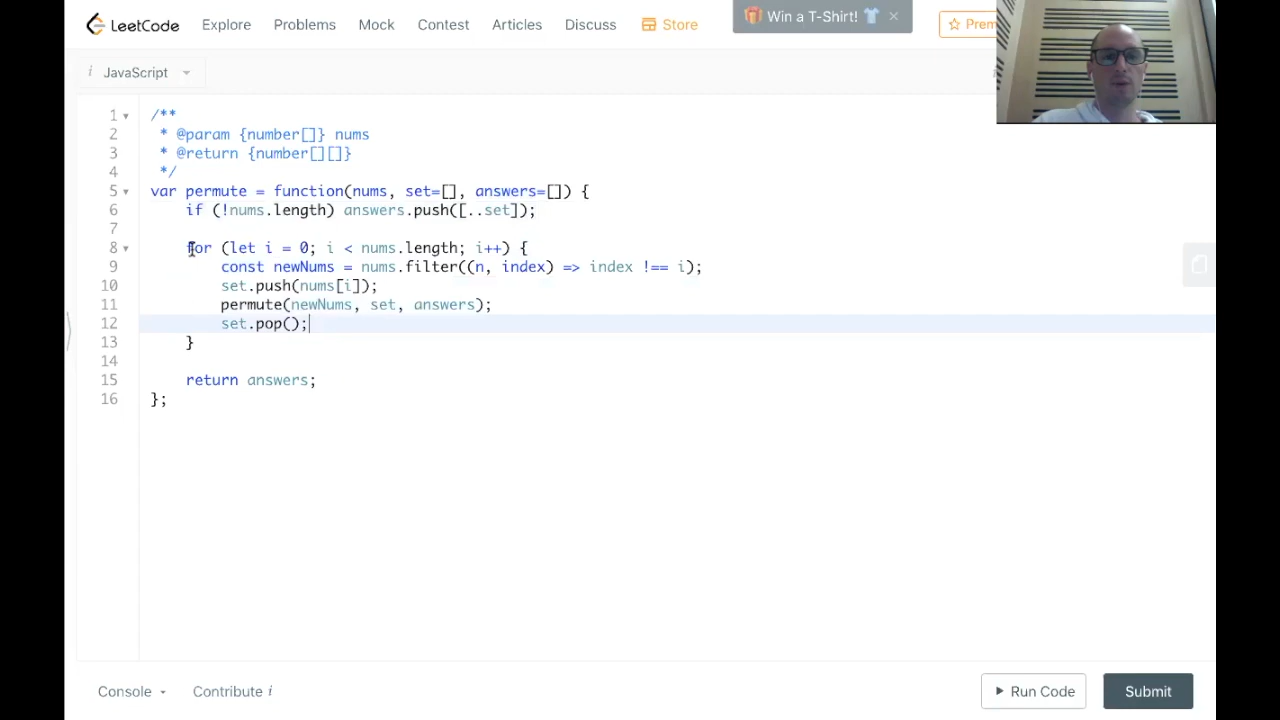 LeetCode Explore Problems Mock Contest Articles Discuss Store Win a T-Shirt! × Prem
i JavaScript
1 /**
2 * @param {number[]} nums
3 * @return {number[][]}
4 */
5 var permute = function(nums, set=[], answers=[]) {
6 if (!nums.length) answers.push([..set]);
7
8 for (let i = 0; i < nums.length; i++) {
9 const newNums = nums.filter((n, index) => index !== i);
10 set.push(nums[i]);
11 permute(newNums, set, answers);
12 set.pop();
13 }
14
15 return answers;
16 };
Console Contribute i Run Code Submit